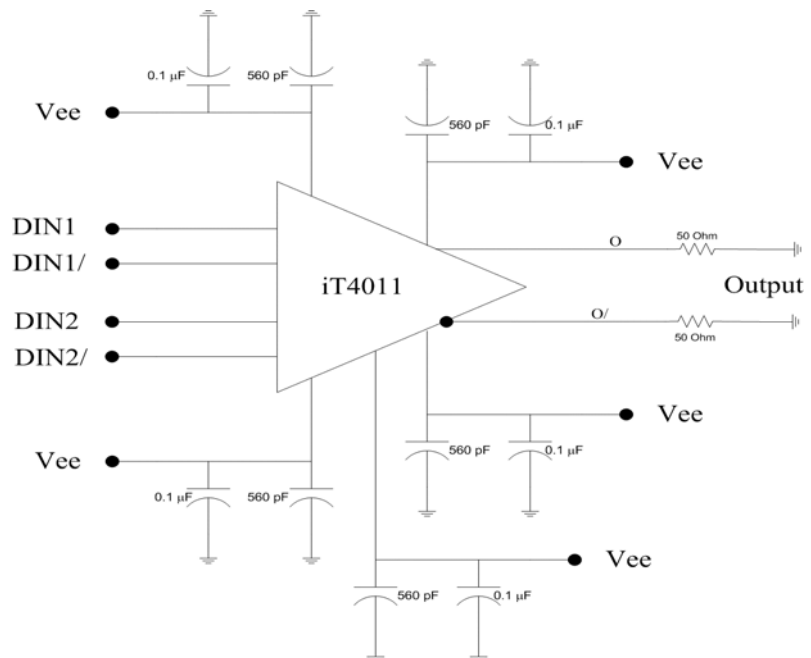 0.1 µF
560 pF
Vee
560 pF
0.1 µF
Vee
DIN1
DIN1/
DIN2
DIN2/
iT4011
O
50 Ohm
Output
O/
50 Ohm
Vee
0.1 µF
560 pF
Vee
560 pF
0.1 µF
Vee
560 pF
0.1 µF